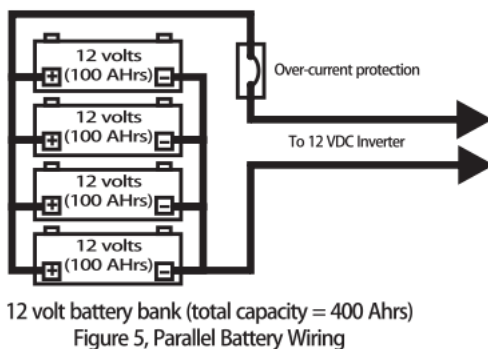 12 volts
+ (100 AHrs) −
12 volts
+ (100 AHrs) −
12 volts
+ (100 AHrs) −
12 volts
+ (100 AHrs) −
Over-current protection
To 12 VDC Inverter
12 volt battery bank (total capacity = 400 Ahrs)
Figure 5, Parallel Battery Wiring